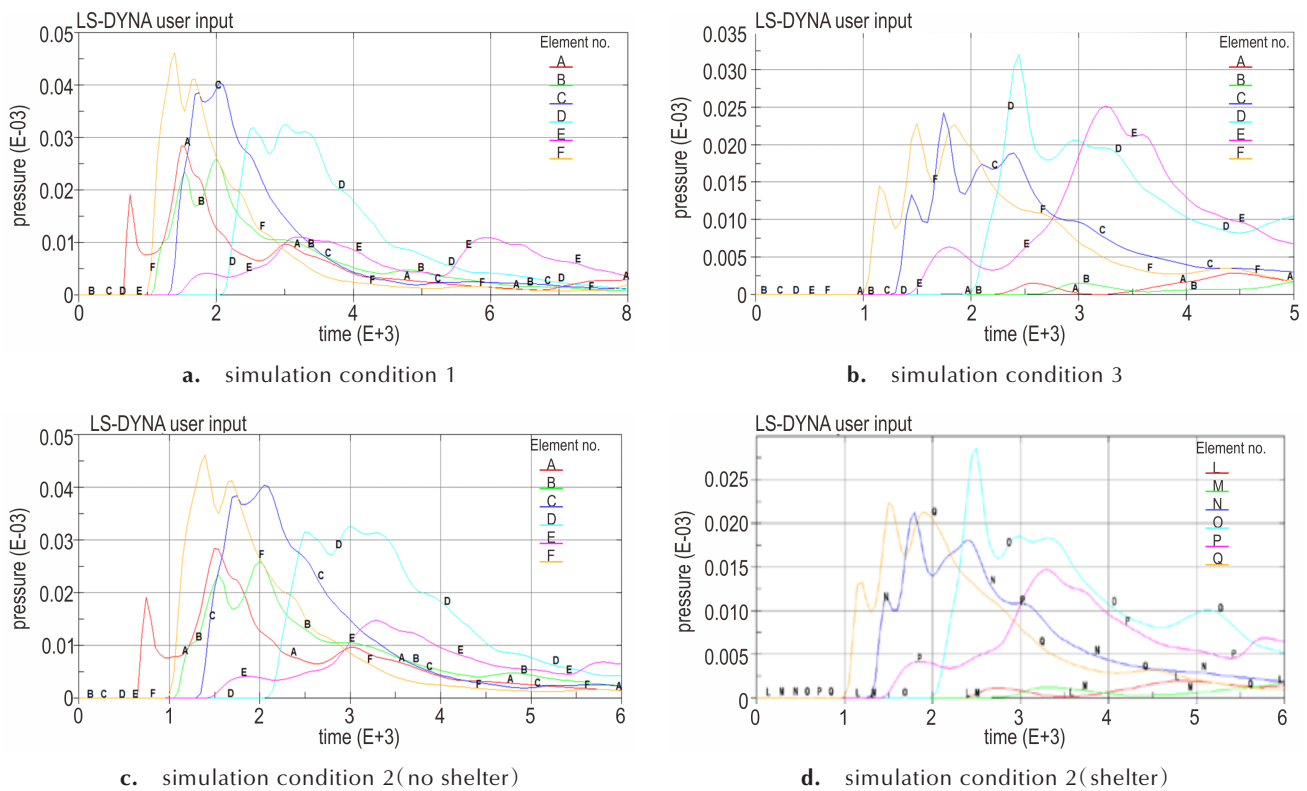 LS-DYNA user input
0.05
0.04
0.03
0.02
0.01
0
pressure (E-03)
Element no.
A
B
C
D
E
F
0 2 4 6 8
time (E+3)
a. simulation condition 1
LS-DYNA user input
0.035
0.030
0.025
0.020
0.015
0.010
0.005
0
pressure (E-03)
Element no.
A
B
C
D
E
F
0 1 2 3 4 5
time (E+3)
b. simulation condition 3
LS-DYNA user input
0.05
0.04
0.03
0.02
0.01
0
pressure (E-03)
Element no.
A
B
C
D
E
F
0 1 2 3 4 5 6
time (E+3)
c. simulation condition 2(no shelter)
LS-DYNA user input
0.025
0.020
0.015
0.010
0.005
0
pressure (E-03)
Element no.
L
M
N
O
P
Q
0 1 2 3 4 5 6
time (E+3)
d. simulation condition 2(shelter)